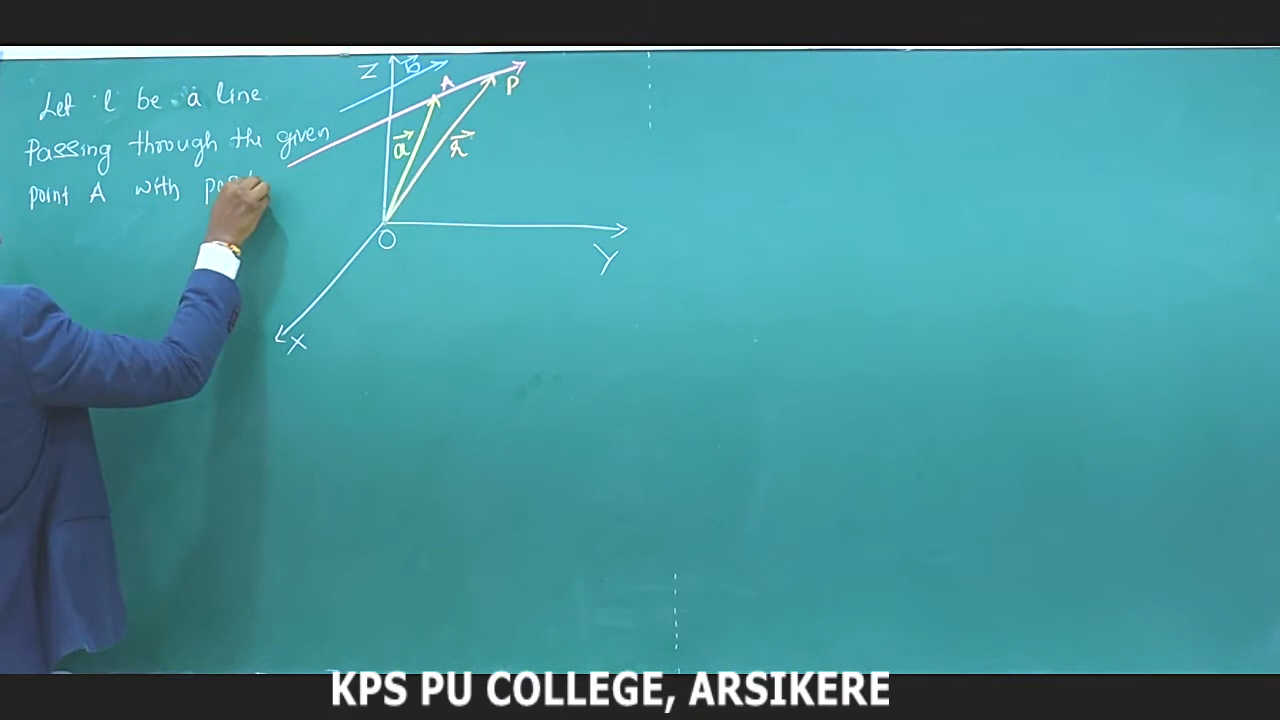 Let l be a line
Passing through the given
point A with
Z
b
A
P
a
r
O
Y
X
KPS PU COLLEGE, ARSIKERE